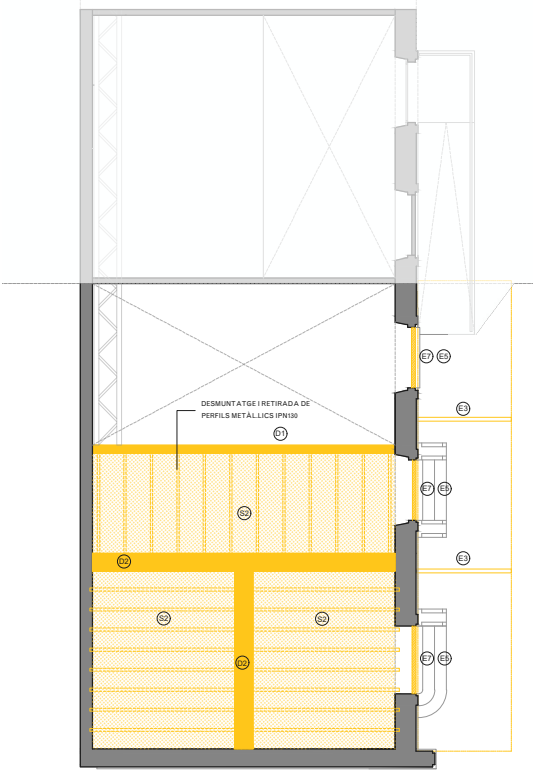 E7 E5
DESMUNTATGE I RETIRADA DE
PERFILS METÀL.LICS IPN130
E3
D1
E7 E5
S2
E3
D2
S2
S2
E7 E5
D2